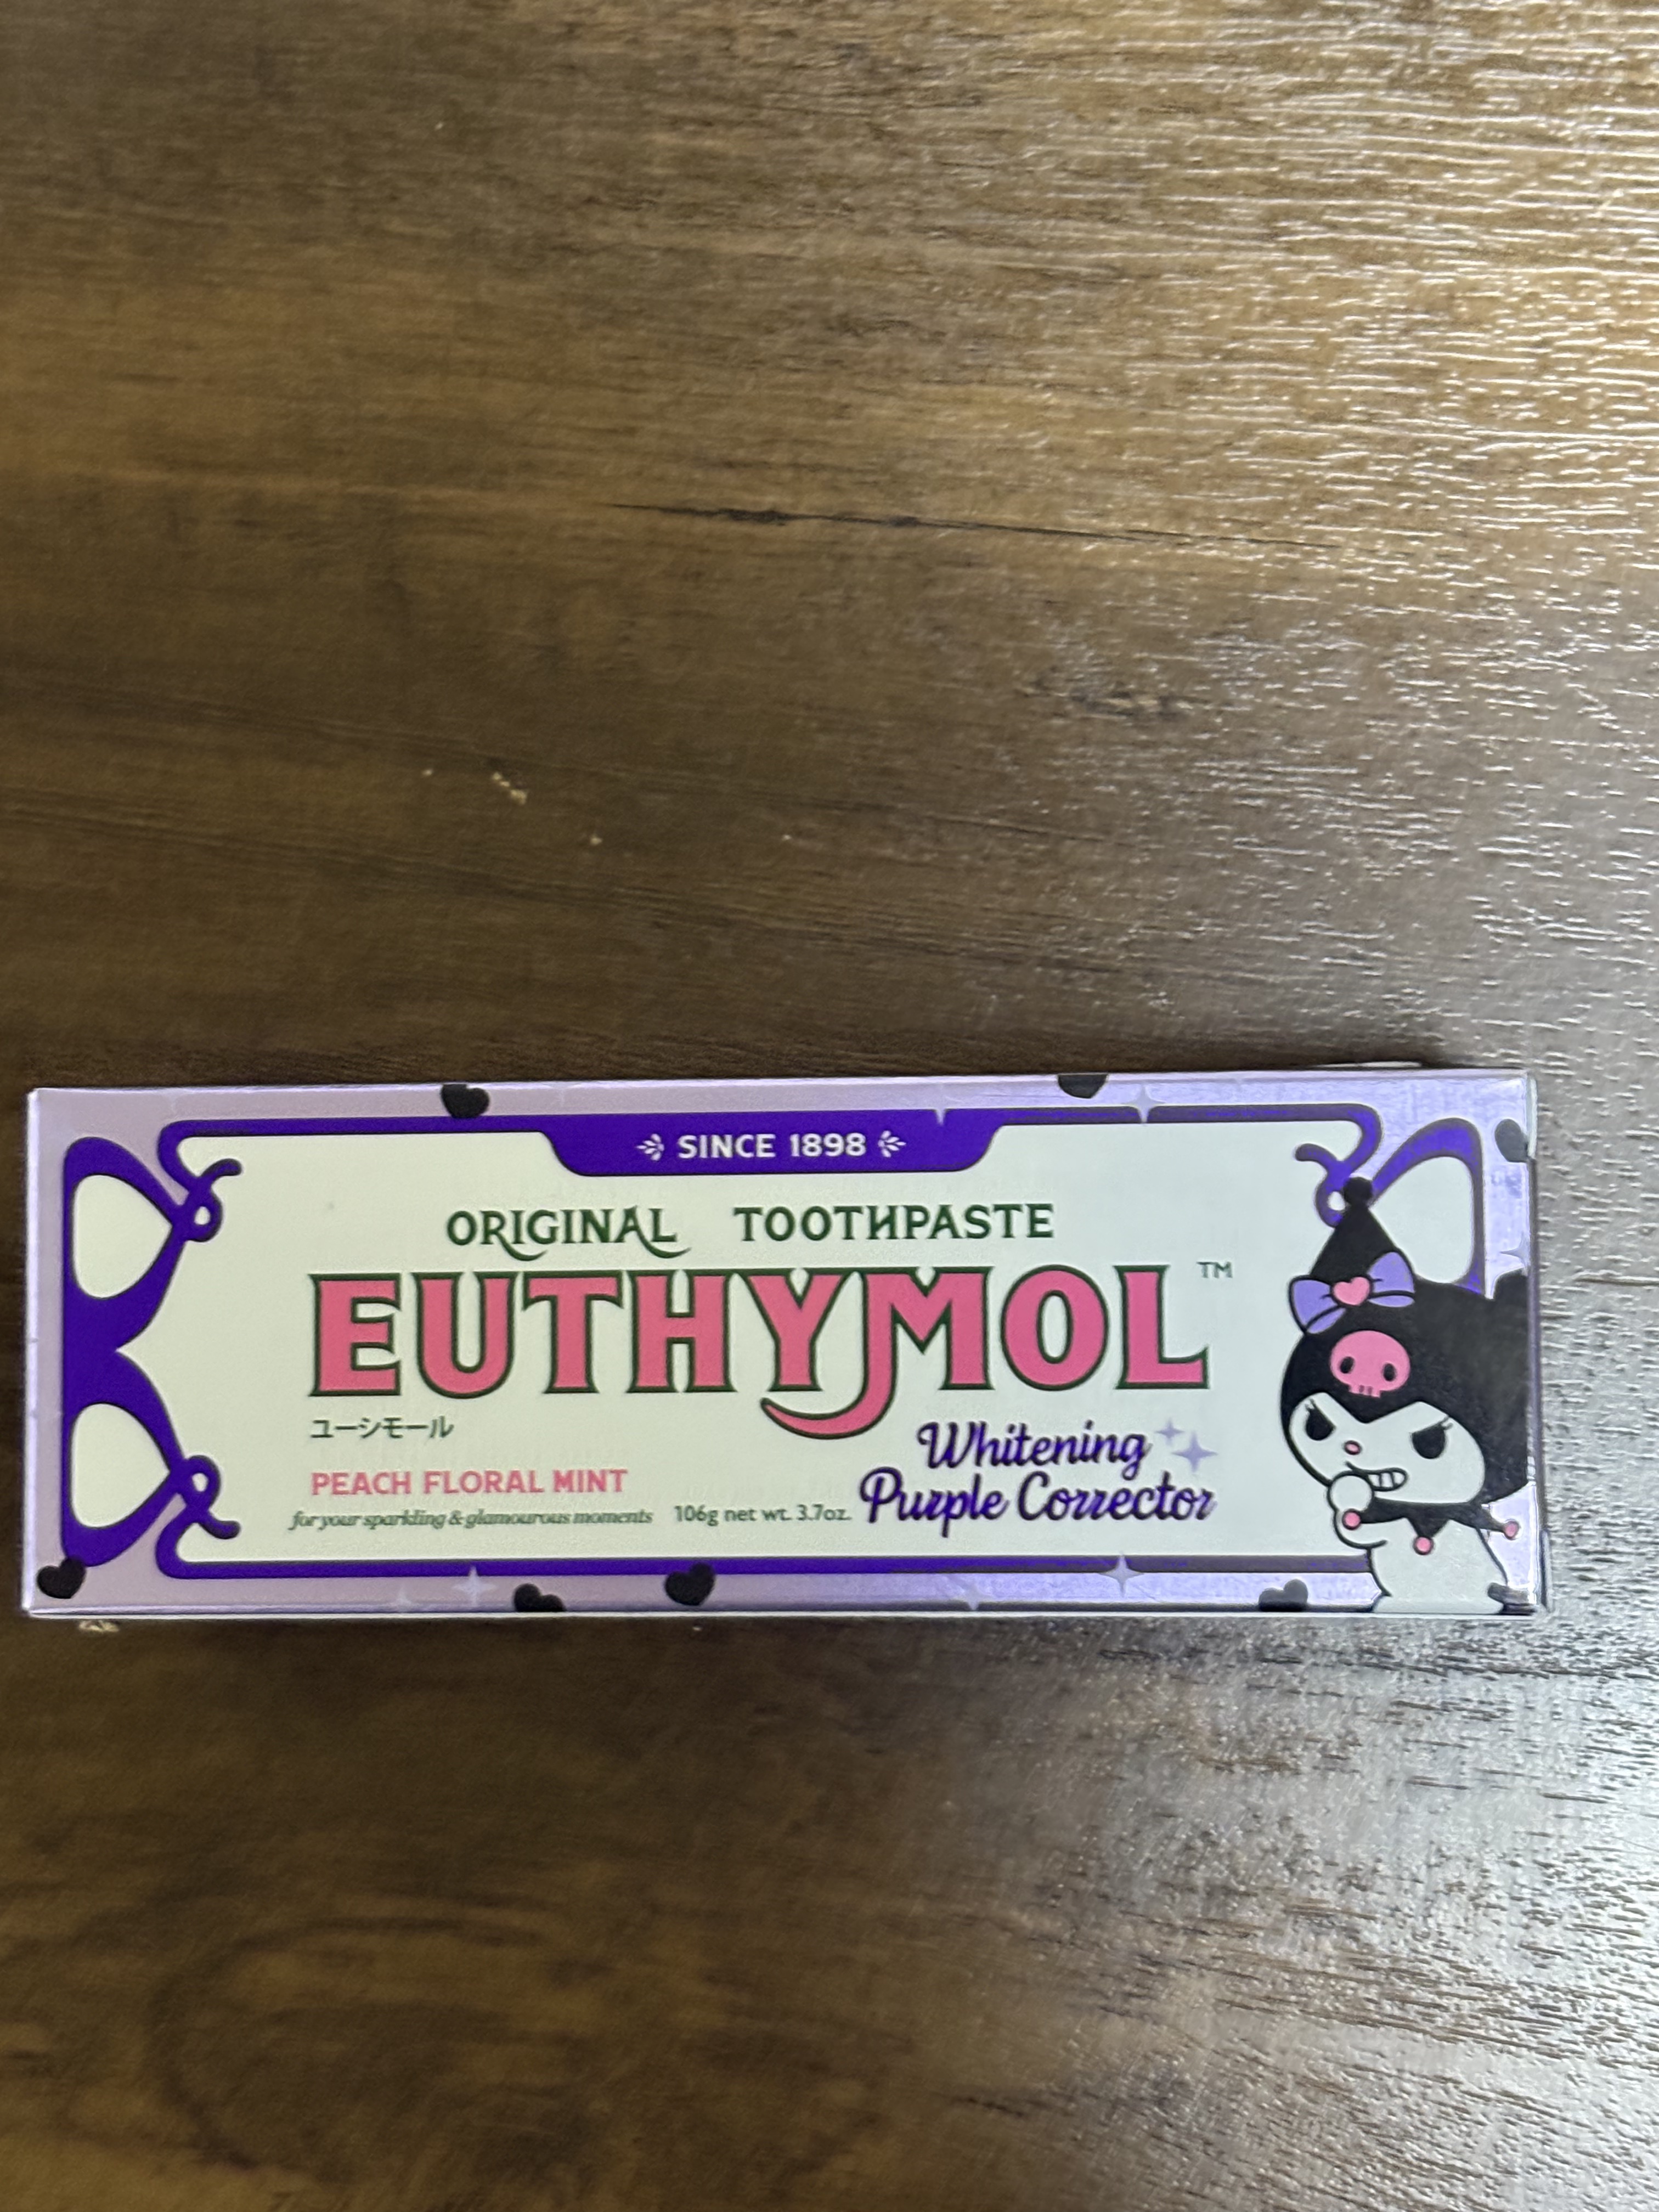 SINCE 1898
ORIGINAL TOOTHPASTE
EUTHYMOL™
ユーシモール
Whitening
PEACH FLORAL MINT
Purple Corrector
for your sparkling & glamourous moments 106g net wt. 3.7oz.